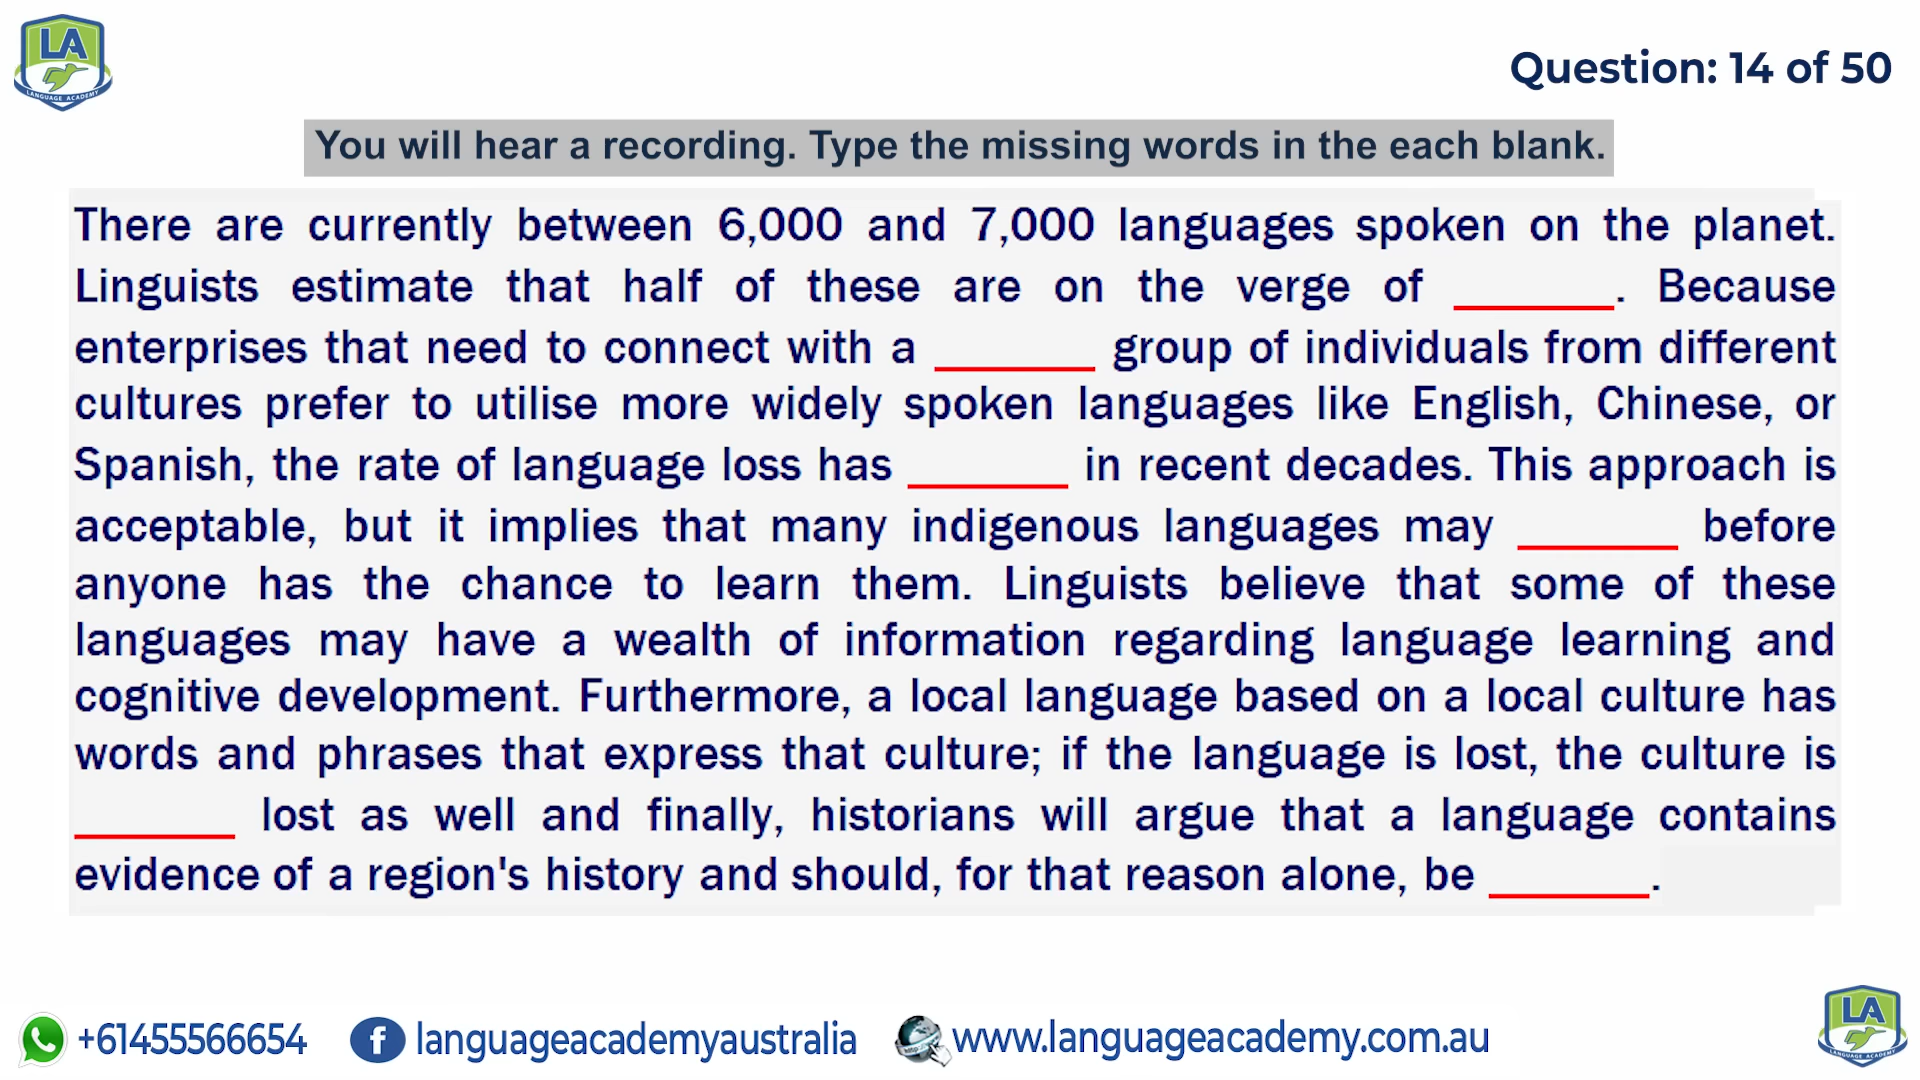 LA
LANGUAGE ACADEMY
Question: 14 of 50
You will hear a recording. Type the missing words in the each blank.
There are currently between 6,000 and 7,000 languages spoken on the planet.
Linguists estimate that half of these are on the verge of ______. Because
enterprises that need to connect with a ______ group of individuals from different
cultures prefer to utilise more widely spoken languages like English, Chinese, or
Spanish, the rate of language loss has ______ in recent decades. This approach is
acceptable, but it implies that many indigenous languages may ______ before
anyone has the chance to learn them. Linguists believe that some of these
languages may have a wealth of information regarding language learning and
cognitive development. Furthermore, a local language based on a local culture has
words and phrases that express that culture; if the language is lost, the culture is
______ lost as well and finally, historians will argue that a language contains
evidence of a region's history and should, for that reason alone, be ______.
+61455566654
f languageacademyaustralia
http://
www.languageacademy.com.au
LA
LANGUAGE ACADEMY